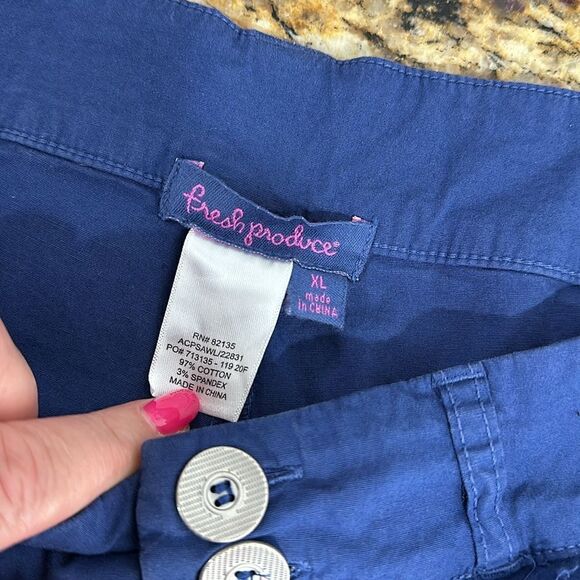 fresh produce®
XL
made
in CHINA
RN# 82135
ACPSAWL/22831
PO# 713135 - 119 20F
97% COTTON
3% SPANDEX
MADE IN CHINA